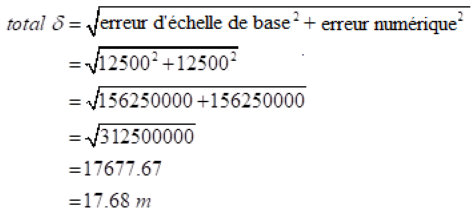 total δ = √erreur d'échelle de base² + erreur numérique²
= √12500² + 12500²
= √156250000 + 156250000
= √312500000
= 17677.67
= 17.68 m